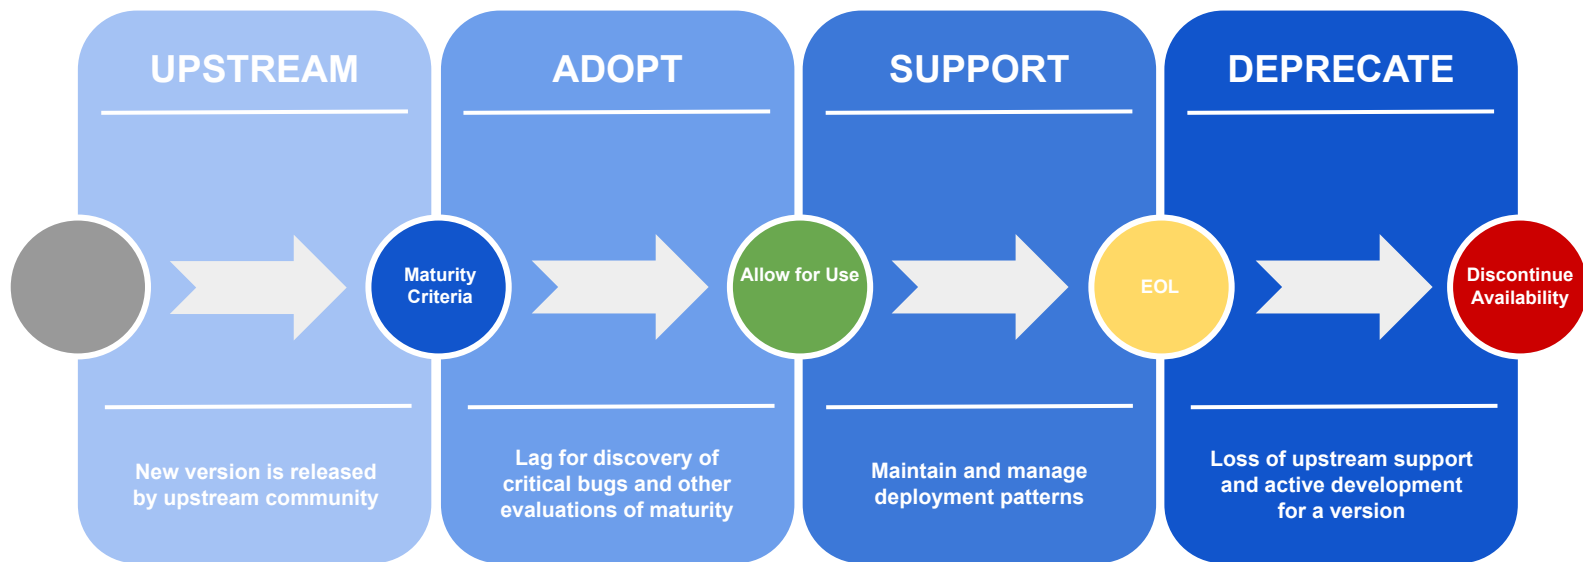 UPSTREAM
ADOPT
SUPPORT
DEPRECATE
Maturity
Criteria
Allow for Use
EOL
Discontinue
Availability
New version is released
by upstream community
Lag for discovery of
critical bugs and other
evaluations of maturity
Maintain and manage
deployment patterns
Loss of upstream support
and active development
for a version